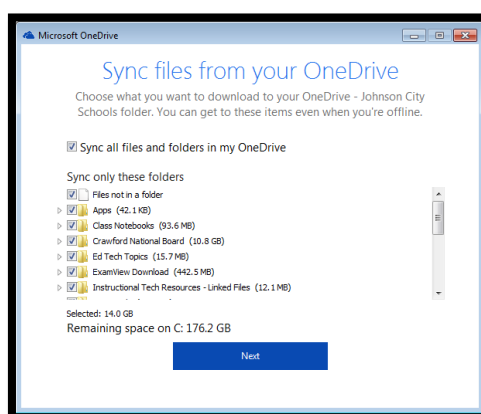 Microsoft OneDrive
Sync files from your OneDrive
Choose what you want to download to your OneDrive - Johnson City
Schools folder. You can get to these items even when you're offline.
Sync all files and folders in my OneDrive
Sync only these folders
Files not in a folder
Apps (42.1 KB)
Class Notebooks (93.6 MB)
Crawford National Board (10.8 GB)
Ed Tech Topics (15.7 MB)
ExamView Download (442.5 MB)
Instructional Tech Resources - Linked Files (12.1 MB)
Selected: 14.0 GB
Remaining space on C: 176.2 GB
Next